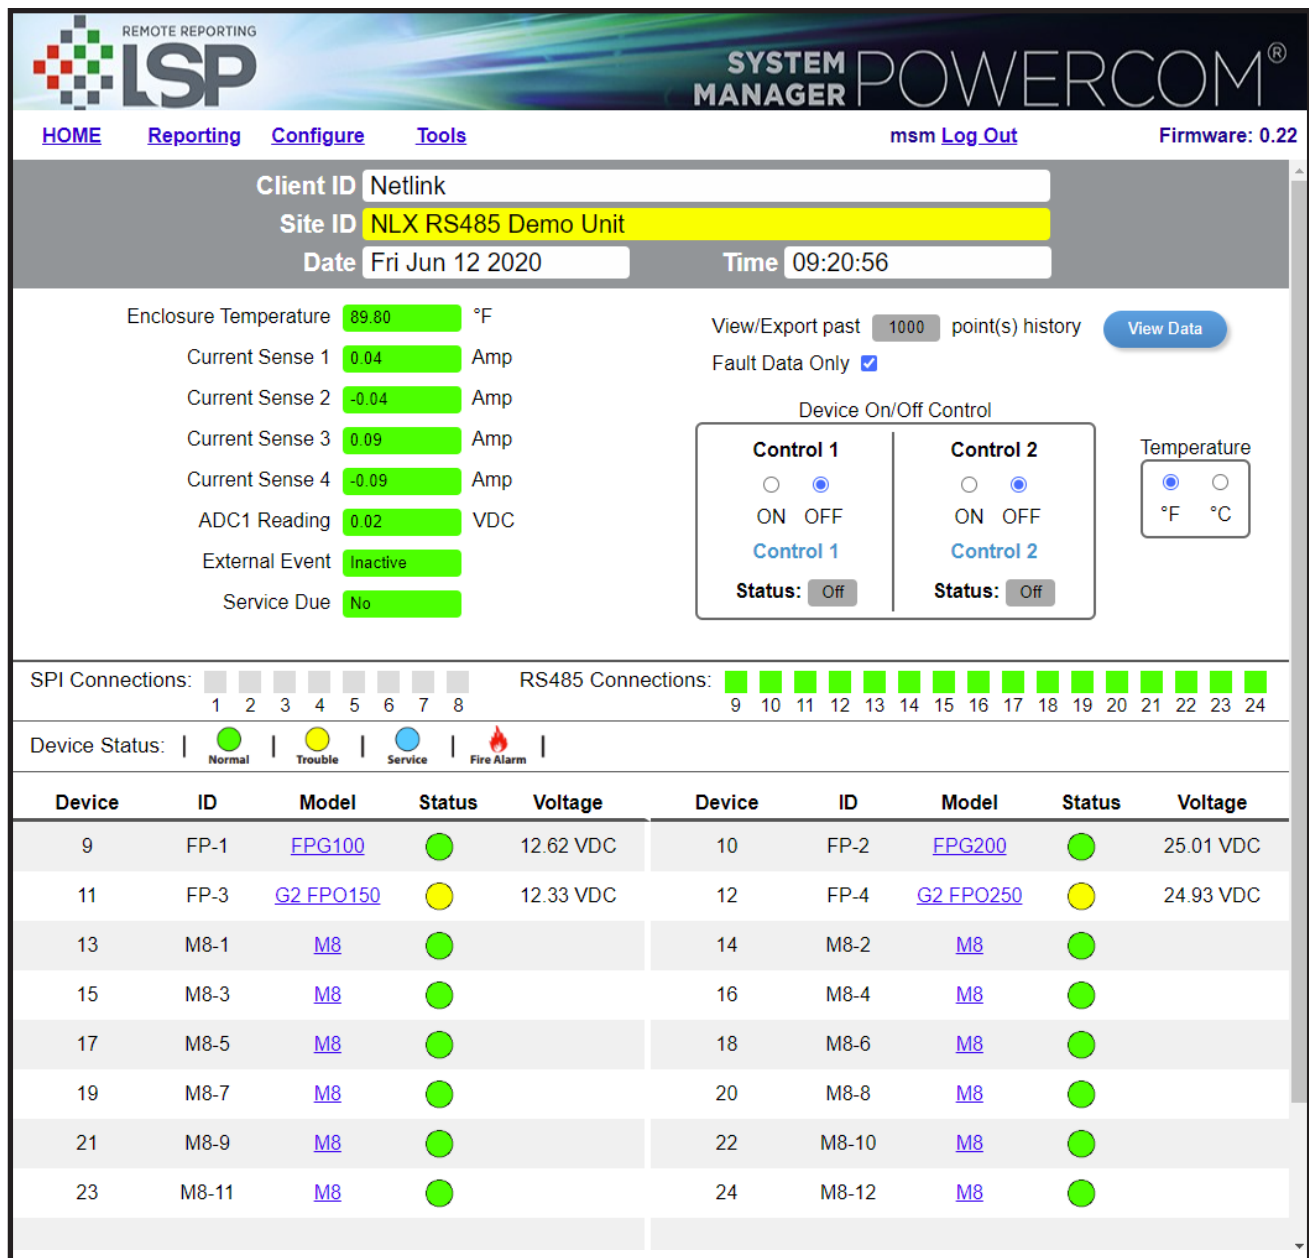 REMOTE REPORTING
LSP
SYSTEM MANAGER POWERCOM®
HOME Reporting Configure Tools msm Log Out Firmware: 0.22
Client ID Netlink
Site ID NLX RS485 Demo Unit
Date Fri Jun 12 2020 Time 09:20:56
Enclosure Temperature 89.80 °F
Current Sense 1 0.04 Amp
Current Sense 2 -0.04 Amp
Current Sense 3 0.09 Amp
Current Sense 4 -0.09 Amp
ADC1 Reading 0.02 VDC
External Event Inactive
Service Due No
View/Export past 1000 point(s) history View Data
Fault Data Only
Device On/Off Control
Control 1 Control 2
ON OFF ON OFF
Control 1 Control 2
Status: Off Status: Off
Temperature
°F °C
SPI Connections: RS485 Connections:
1 2 3 4 5 6 7 8 9 10 11 12 13 14 15 16 17 18 19 20 21 22 23 24
Device Status: | Normal | Trouble | Service | Fire Alarm |
Device ID Model Status Voltage Device ID Model Status Voltage
9 FP-1 FPG100 12.62 VDC 10 FP-2 FPG200 25.01 VDC
11 FP-3 G2 FPO150 12.33 VDC 12 FP-4 G2 FPO250 24.93 VDC
13 M8-1 M8 14 M8-2 M8
15 M8-3 M8 16 M8-4 M8
17 M8-5 M8 18 M8-6 M8
19 M8-7 M8 20 M8-8 M8
21 M8-9 M8 22 M8-10 M8
23 M8-11 M8 24 M8-12 M8